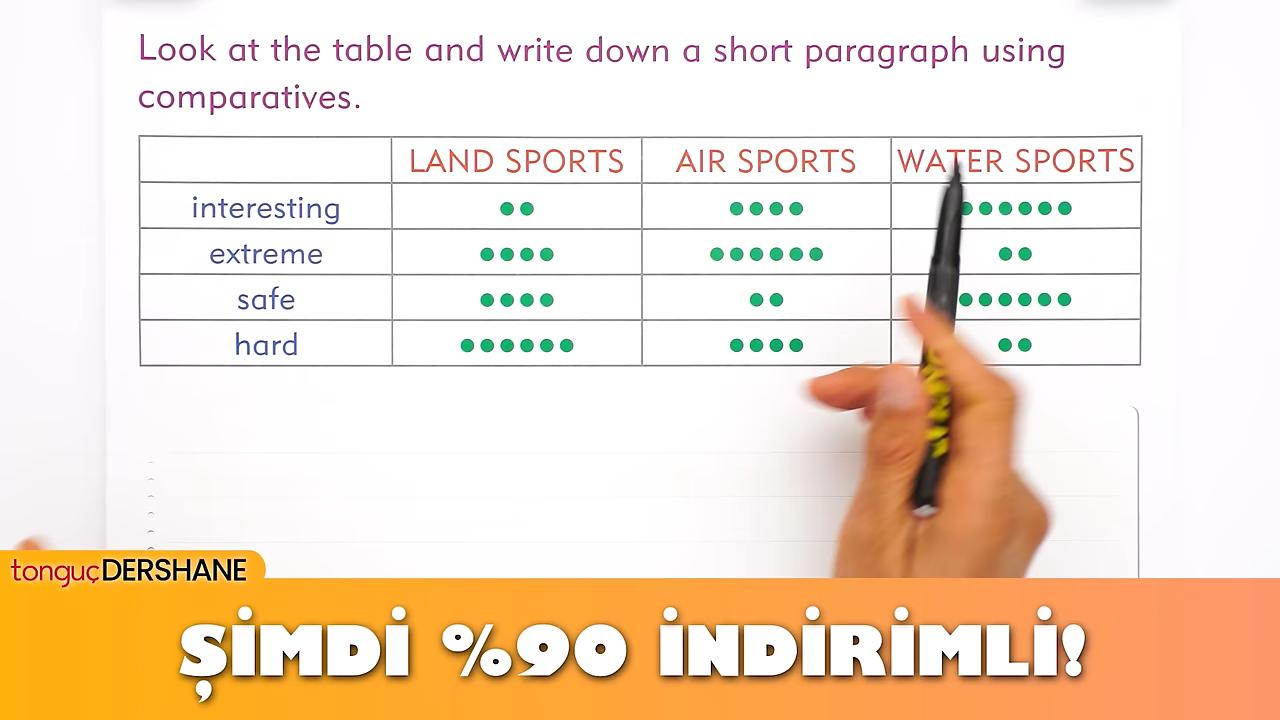 Look at the table and write down a short paragraph using
comparatives.
LAND SPORTS AIR SPORTS WATER SPORTS
interesting
extreme
safe
hard
tonguçDERSHANE
ŞİMDİ %90 İNDİRİMLİ!